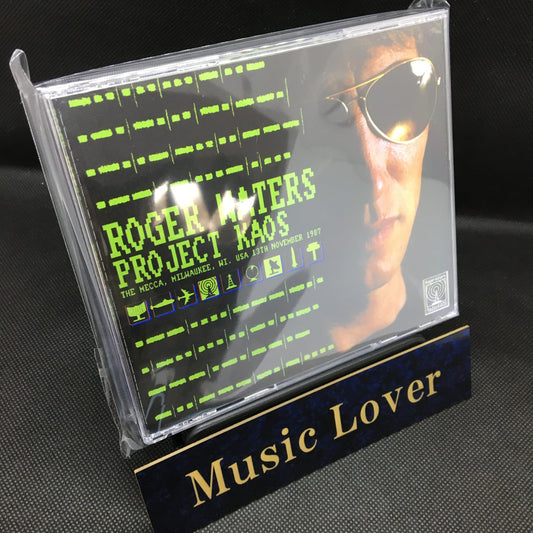 ROGER WATERS
PROJECT KAOS
THE MECCA, MILWAUKEE, WI. USA 13TH NOVEMBER 1987
Music Lover